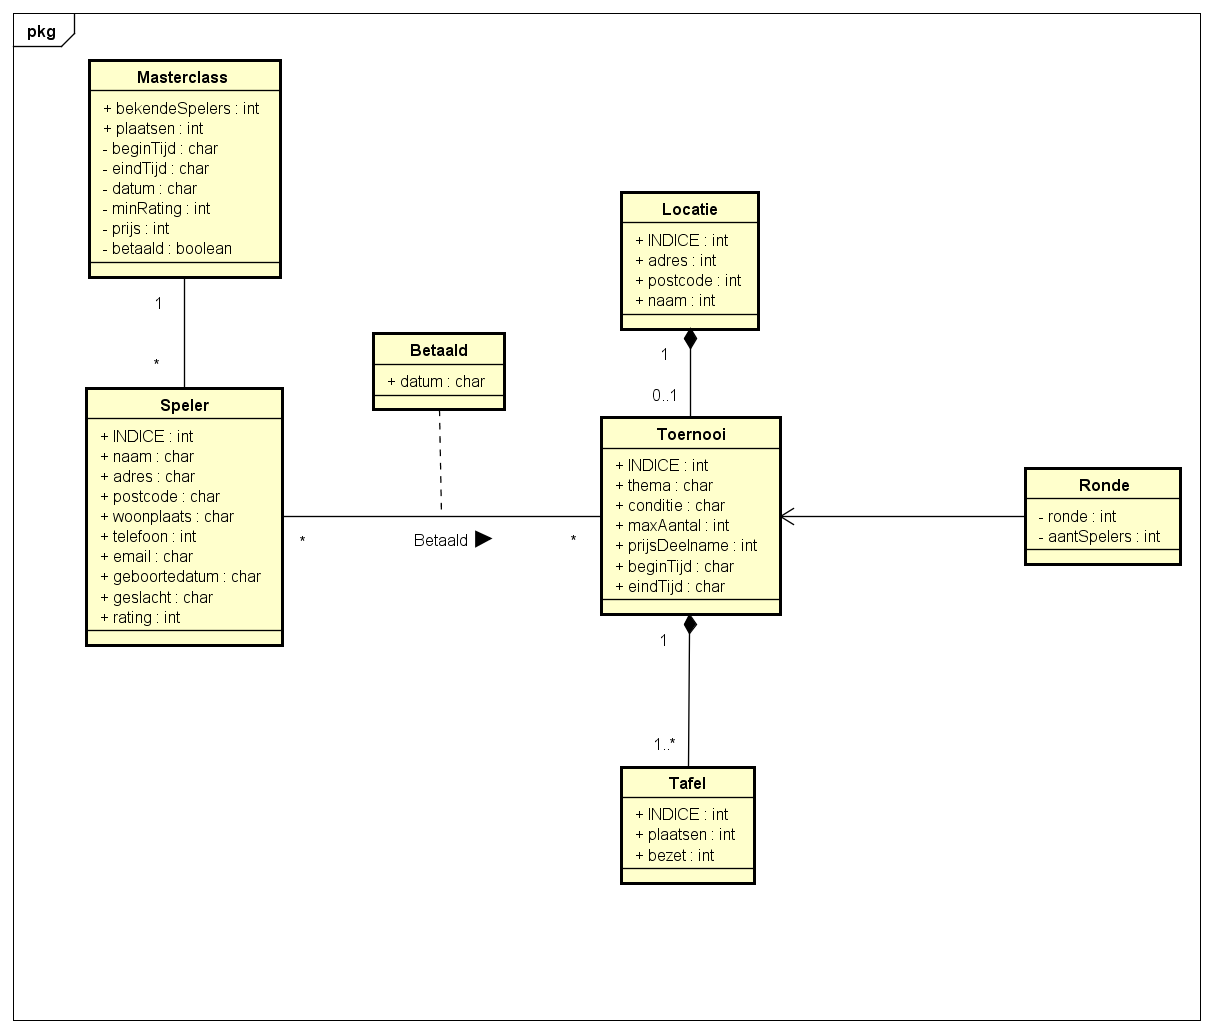 pkg
Masterclass
+ bekendeSpelers : int
+ plaatsen : int
- beginTijd : char
- eindTijd : char
- datum : char
- minRating : int
- prijs : int
- betaald : boolean
1
*
Speler
+ INDICE : int
+ naam : char
+ adres : char
+ postcode : char
+ woonplaats : char
+ telefoon : int
+ email : char
+ geboortedatum : char
+ geslacht : char
+ rating : int
Betaald
+ datum : char
*
Betaald
*
Locatie
+ INDICE : int
+ adres : int
+ postcode : int
+ naam : int
1
0..1
Toernooi
+ INDICE : int
+ thema : char
+ conditie : char
+ maxAantal : int
+ prijsDeelname : int
+ beginTijd : char
+ eindTijd : char
Ronde
- ronde : int
- aantSpelers : int
1
1..*
Tafel
+ INDICE : int
+ plaatsen : int
+ bezet : int